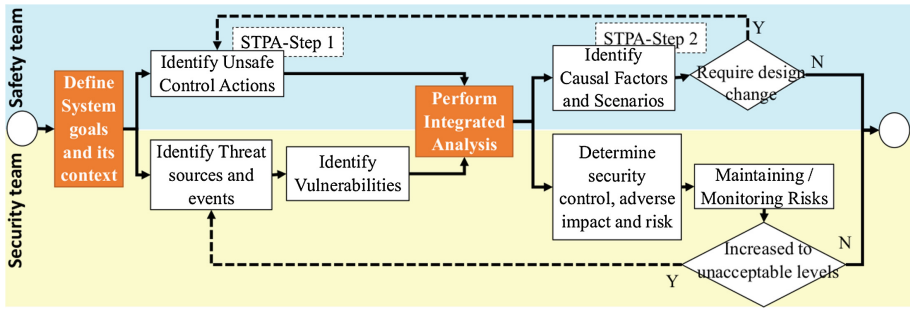 Safety team
Security team
Define
System
goals
and its
context
STPA-Step 1
Identify Unsafe
Control Actions
Identify Threat
sources and
events
Identify
Vulnerabilities
Perform
Integrated
Analysis
STPA-Step 2
Identify
Causal Factors
and Scenarios
Require design
change
Y
N
Determine
security
control, adverse
impact and risk
Maintaining /
Monitoring Risks
Increased to
unacceptable levels
Y
N